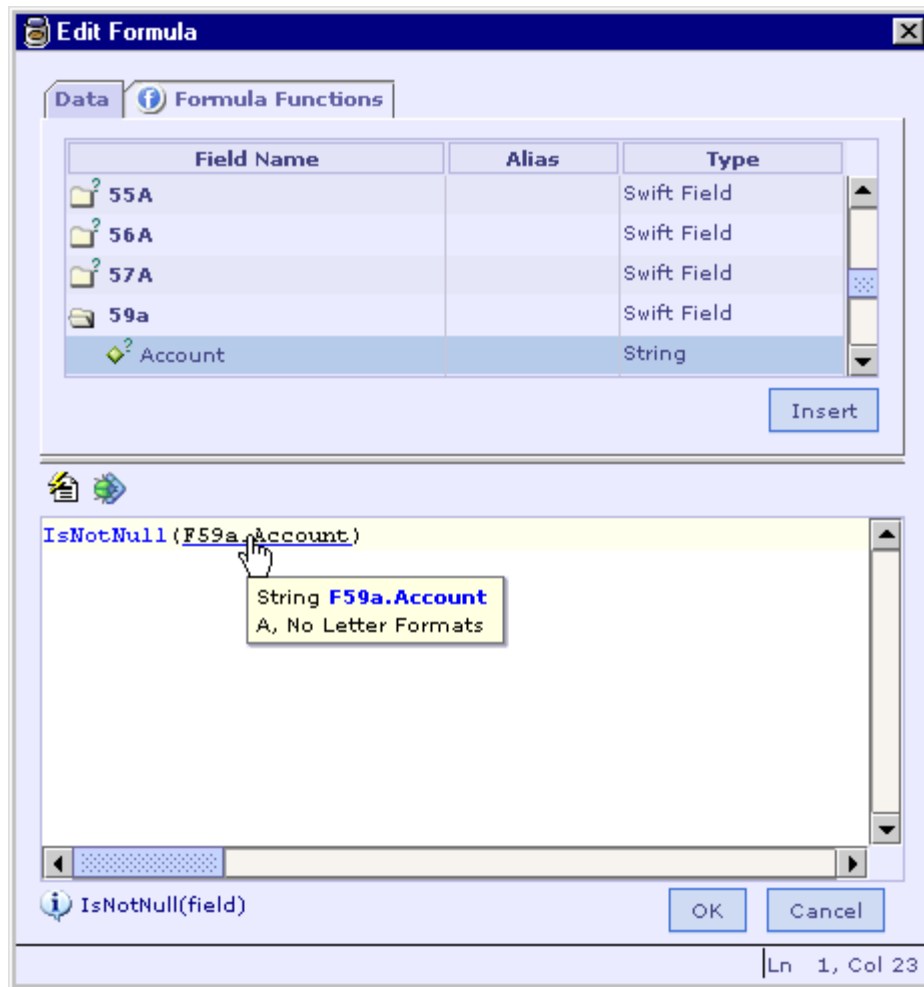 Edit Formula
Data Formula Functions
Field Name Alias Type
? 55A Swift Field
? 56A Swift Field
? 57A Swift Field
59a Swift Field
? Account String
Insert
IsNotNull(F59a.Account)
String F59a.Account
A, No Letter Formats
IsNotNull(field)
OK Cancel
Ln 1, Col 23